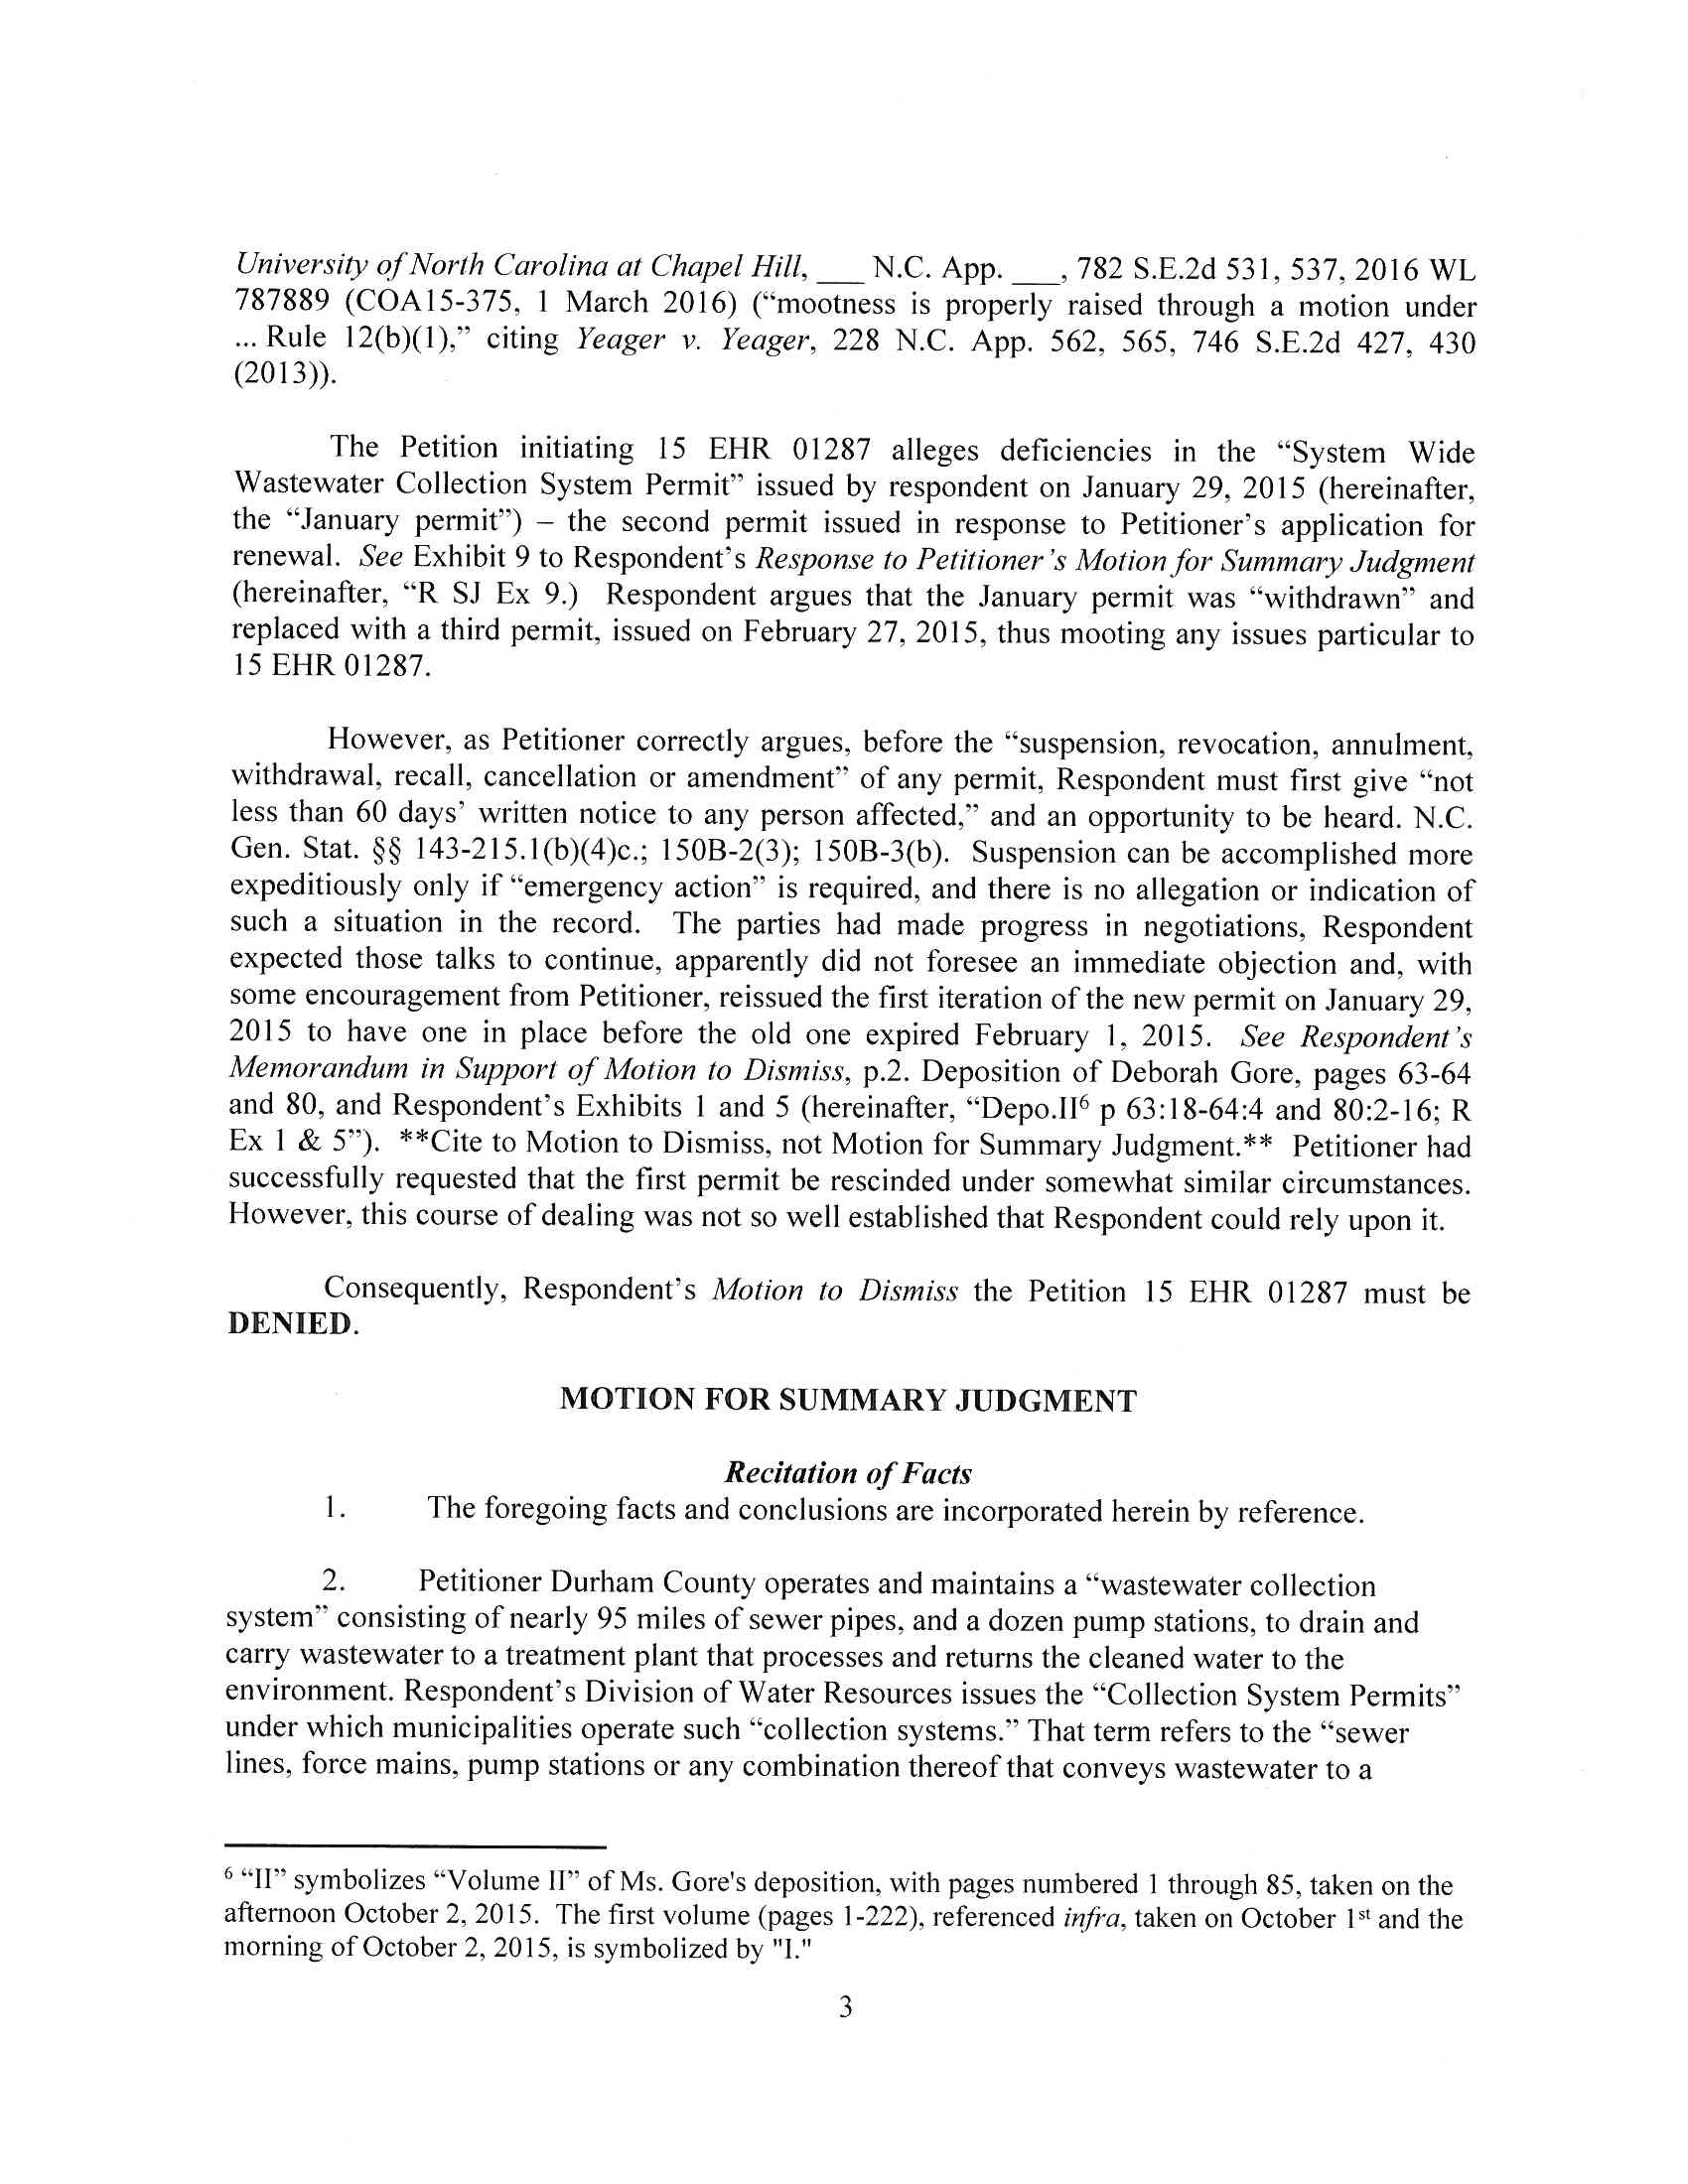 University of North Carolina at Chapel Hill, ___ N.C. App. ___, 782 S.E.2d 531, 537, 2016 WL
787889 (COA15-375, 1 March 2016) (“mootness is properly raised through a motion under
... Rule 12(b)(1),” citing Yeager v. Yeager, 228 N.C. App. 562, 565, 746 S.E.2d 427, 430
(2013)).
The Petition initiating 15 EHR 01287 alleges deficiencies in the “System Wide
Wastewater Collection System Permit” issued by respondent on January 29, 2015 (hereinafter,
the “January permit”) – the second permit issued in response to Petitioner’s application for
renewal. See Exhibit 9 to Respondent’s Response to Petitioner’s Motion for Summary Judgment
(hereinafter, “R SJ Ex 9.) Respondent argues that the January permit was “withdrawn” and
replaced with a third permit, issued on February 27, 2015, thus mooting any issues particular to
15 EHR 01287.
However, as Petitioner correctly argues, before the “suspension, revocation, annulment,
withdrawal, recall, cancellation or amendment” of any permit, Respondent must first give “not
less than 60 days’ written notice to any person affected,” and an opportunity to be heard. N.C.
Gen. Stat. §§ 143-215.1(b)(4)c.; 150B-2(3); 150B-3(b). Suspension can be accomplished more
expeditiously only if “emergency action” is required, and there is no allegation or indication of
such a situation in the record. The parties had made progress in negotiations, Respondent
expected those talks to continue, apparently did not foresee an immediate objection and, with
some encouragement from Petitioner, reissued the first iteration of the new permit on January 29,
2015 to have one in place before the old one expired February 1, 2015. See Respondent’s
Memorandum in Support of Motion to Dismiss, p.2. Deposition of Deborah Gore, pages 63-64
and 80, and Respondent’s Exhibits 1 and 5 (hereinafter, “Depo.II6 p 63:18-64:4 and 80:2-16; R
Ex 1 & 5”). **Cite to Motion to Dismiss, not Motion for Summary Judgment.** Petitioner had
successfully requested that the first permit be rescinded under somewhat similar circumstances.
However, this course of dealing was not so well established that Respondent could rely upon it.
Consequently, Respondent’s Motion to Dismiss the Petition 15 EHR 01287 must be
DENIED.
MOTION FOR SUMMARY JUDGMENT
Recitation of Facts
1. The foregoing facts and conclusions are incorporated herein by reference.
2. Petitioner Durham County operates and maintains a “wastewater collection
system” consisting of nearly 95 miles of sewer pipes, and a dozen pump stations, to drain and
carry wastewater to a treatment plant that processes and returns the cleaned water to the
environment. Respondent’s Division of Water Resources issues the “Collection System Permits”
under which municipalities operate such “collection systems.” That term refers to the “sewer
lines, force mains, pump stations or any combination thereof that conveys wastewater to a
6 “II” symbolizes “Volume II” of Ms. Gore's deposition, with pages numbered 1 through 85, taken on the
afternoon October 2, 2015. The first volume (pages 1-222), referenced infra, taken on October 1st and the
morning of October 2, 2015, is symbolized by "I."
3